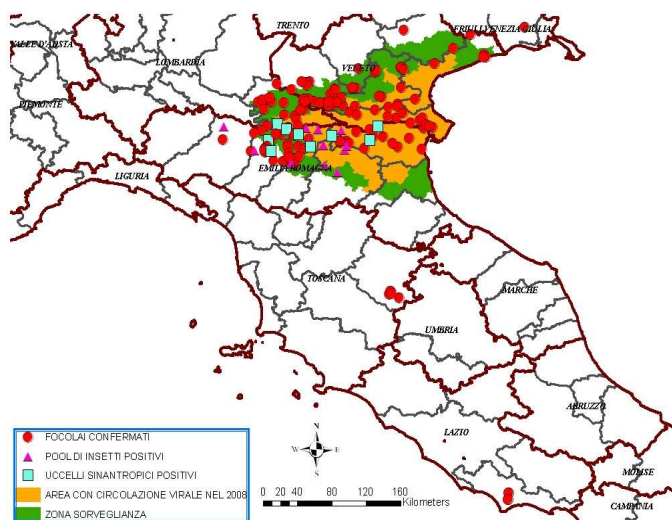 TRENTO
FRIULI VENEZIA GIULIA
VALLE D'AOSTA
LOMBARDIA
VENETO
PIEMONTE
EMILIA ROMAGNA
LIGURIA
TOSCANA
MARCHE
UMBRIA
ABRUZZO
LAZIO
MOLISE
CAMPANIA
FOCOLAI CONFERMATI
POOL DI INSETTI POSITIVI
UCCELLI SINANTROPICI POSITIVI
AREA CON CIRCOLAZIONE VIRALE NEL 2008
ZONA SORVEGLIANZA
N
W E
S
0 20 40 80 120 160
Kilometers